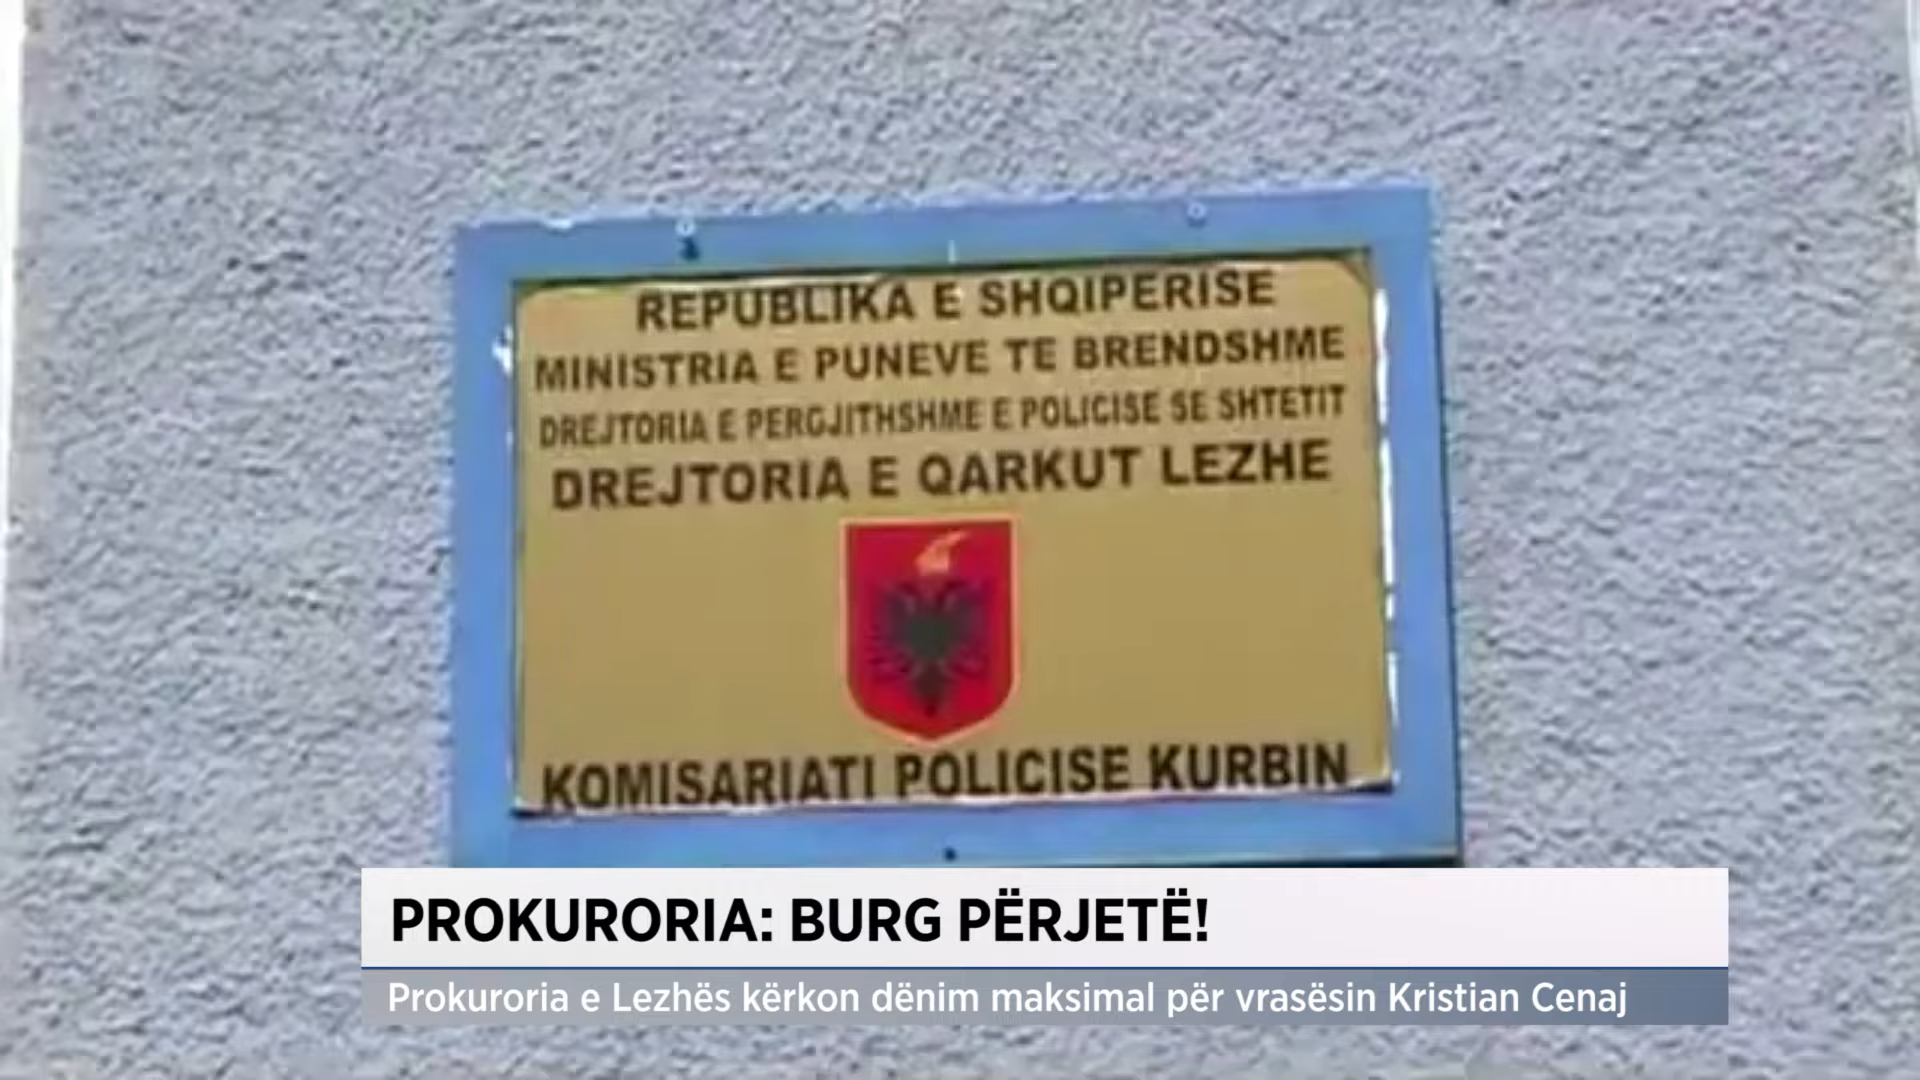 REPUBLIKA E SHQIPERISE
MINISTRIA E PUNEVE TE BRENDSHME
DREJTORIA E PERGJITHSHME E POLICISE SE SHTETIT
DREJTORIA E QARKUT LEZHE
KOMISARIATI POLICISE KURBIN
PROKURORIA: BURG PËRJETË!
Prokuroria e Lezhës kërkon dënim maksimal për vrasësin Kristian Cenaj